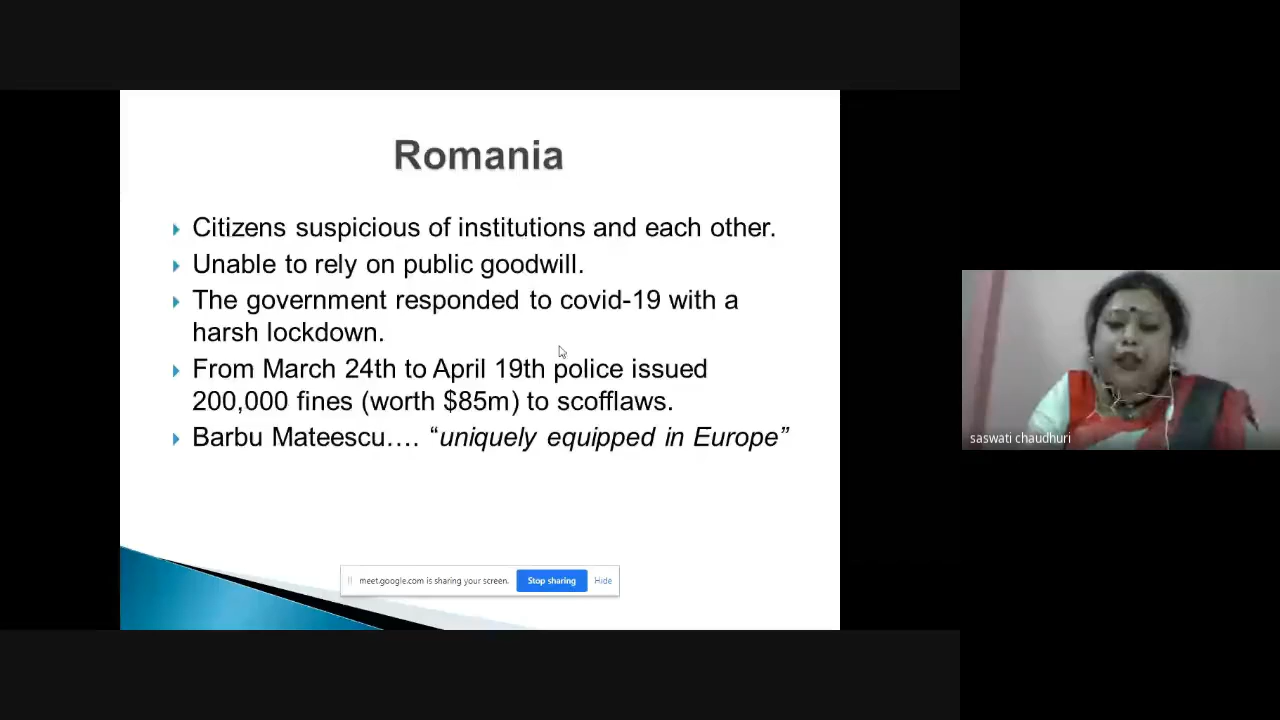 Romania
Citizens suspicious of institutions and each other.
Unable to rely on public goodwill.
The government responded to covid-19 with a
harsh lockdown.
From March 24th to April 19th police issued
200,000 fines (worth $85m) to scofflaws.
Barbu Mateescu…. “uniquely equipped in Europe”
meet.google.com is sharing your screen. Stop sharing Hide
saswati chaudhuri